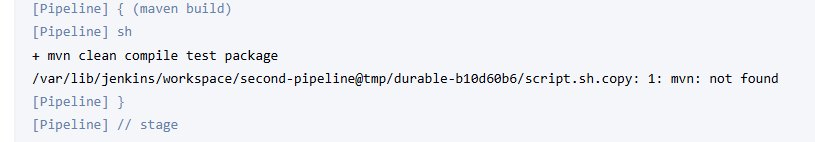 [Pipeline] { (maven build)
[Pipeline] sh
+ mvn clean compile test package
/var/lib/jenkins/workspace/second-pipeline@tmp/durable-b10d60b6/script.sh.copy: 1: mvn: not found
[Pipeline] }
[Pipeline] // stage